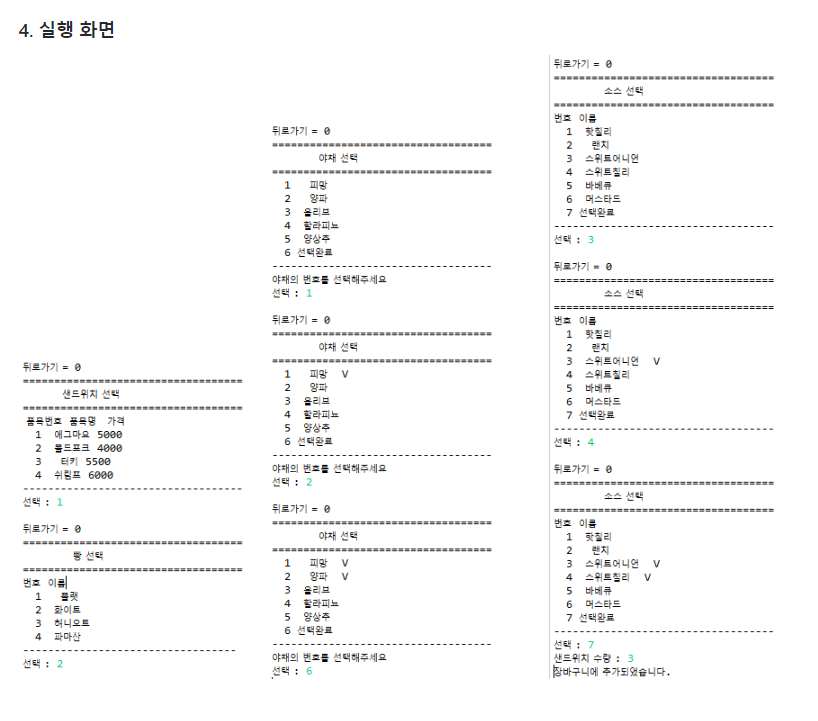 4. 실행 화면
뒤로가기 = 0
===================================
샌드위치 선택
===================================
품목번호 품목명 가격
1 에그마요 5000
2 풀드포크 4000
3 터키 5500
4 쉬림프 6000
----------------------------------
선택 : 1
뒤로가기 = 0
===================================
빵 선택
===================================
번호 이름
1 플랫
2 화이트
3 허니오트
4 파마산
----------------------------------
선택 : 2
뒤로가기 = 0
===================================
야채 선택
===================================
1 피망
2 양파
3 올리브
4 할라피뇨
5 양상추
6 선택완료
-----------------------------------
야채의 번호를 선택해주세요
선택 : 1
뒤로가기 = 0
===================================
야채 선택
===================================
1 피망 V
2 양파
3 올리브
4 할라피뇨
5 양상추
6 선택완료
-----------------------------------
야채의 번호를 선택해주세요
선택 : 2
뒤로가기 = 0
===================================
야채 선택
===================================
1 피망 V
2 양파 V
3 올리브
4 할라피뇨
5 양상추
6 선택완료
-----------------------------------
야채의 번호를 선택해주세요
선택 : 6
뒤로가기 = 0
===================================
소스 선택
===================================
번호 이름
1 핫칠리
2 랜치
3 스위트어니언
4 스위트칠리
5 바베큐
6 머스타드
7 선택완료
-----------------------------------
선택 : 3
뒤로가기 = 0
===================================
소스 선택
===================================
번호 이름
1 핫칠리
2 랜치
3 스위트어니언 V
4 스위트칠리
5 바베큐
6 머스타드
7 선택완료
-----------------------------------
선택 : 4
뒤로가기 = 0
===================================
소스 선택
===================================
번호 이름
1 핫칠리
2 랜치
3 스위트어니언 V
4 스위트칠리 V
5 바베큐
6 머스타드
7 선택완료
-----------------------------------
선택 : 7
샌드위치 수량 : 3
장바구니에 추가되었습니다.